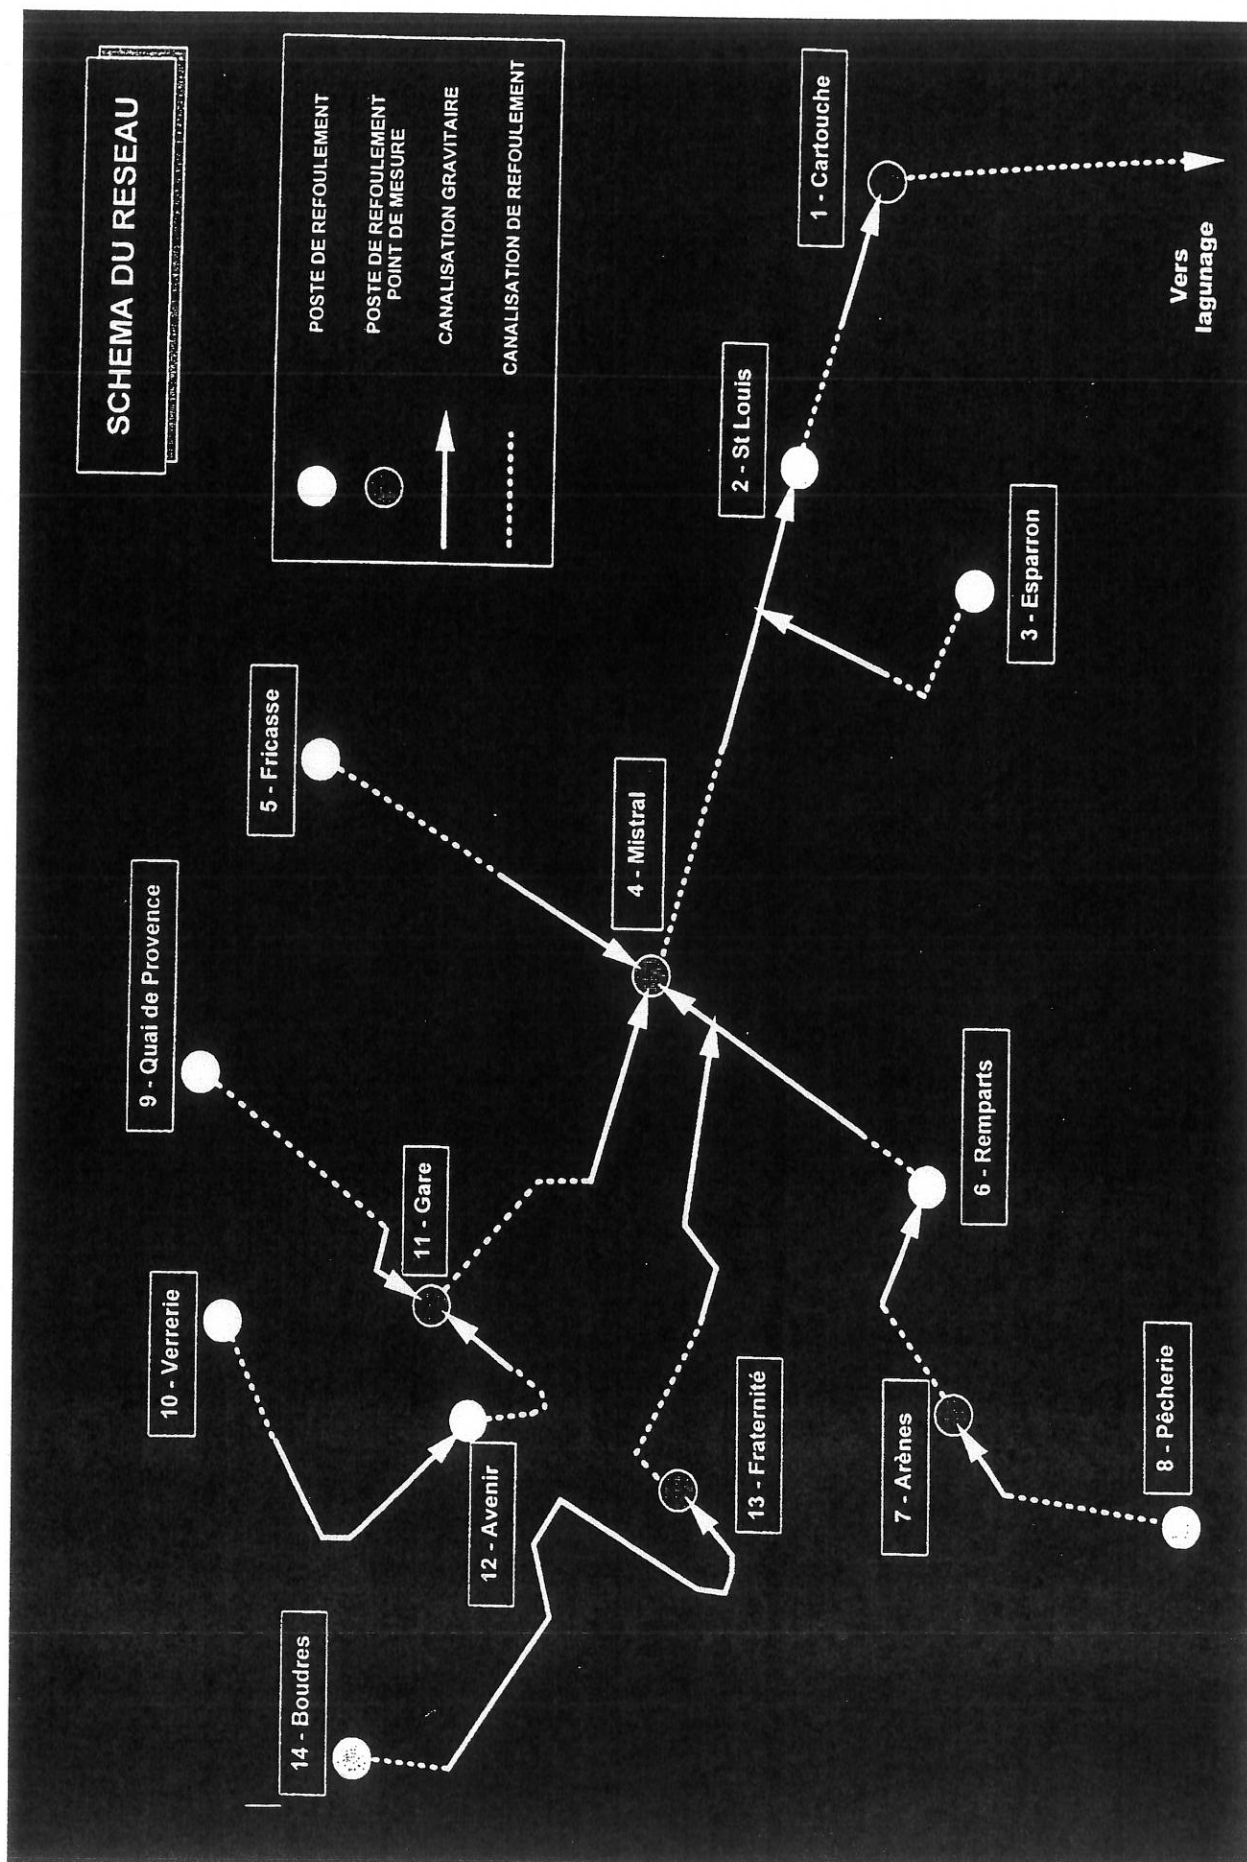 SCHEMA DU RESEAU
POSTE DE REFOULEMENT
POSTE DE REFOULEMENT
POINT DE MESURE
CANALISATION GRAVITAIRE
CANALISATION DE REFOULEMENT
14 - Boudres
10 - Verrerie
9 - Quai de Provence
5 - Fricasse
12 - Avenir
11 - Gare
4 - Mistral
2 - St Louis
1 - Cartouche
13 - Fraternité
7 - Arènes
6 - Remparts
3 - Esparron
8 - Pêcherie
Vers
lagunage